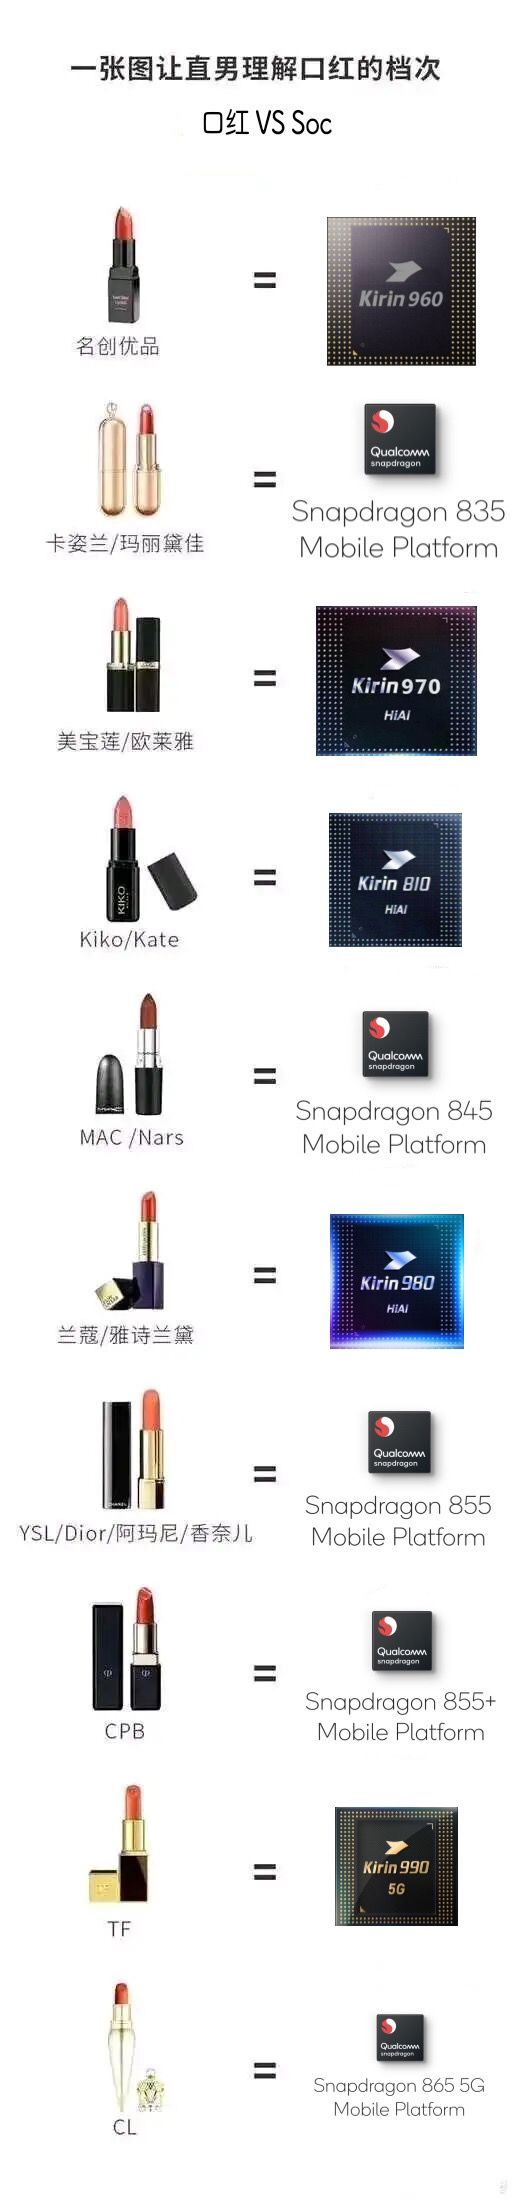 一张图让直男理解口红的档次
口红 VS Soc
Kirin 960
名创优品
Qualcomm
snapdragon
Snapdragon 835
Mobile Platform
卡姿兰/玛丽黛佳
Kirin 970
HiAI
美宝莲/欧莱雅
KIKO
Kirin 810
HiAI
Kiko/Kate
Qualcomm
snapdragon
Snapdragon 845
Mobile Platform
MAC /Nars
Kirin 980
HiAI
兰蔻/雅诗兰黛
Qualcomm
snapdragon
CHANEL
Snapdragon 855
Mobile Platform
YSL/Dior/阿玛尼/香奈儿
Qualcomm
snapdragon
Snapdragon 855+
Mobile Platform
CPB
Kirin 990
5G
TF
Qualcomm
snapdragon
Snapdragon 865 5G
Mobile Platform
CL